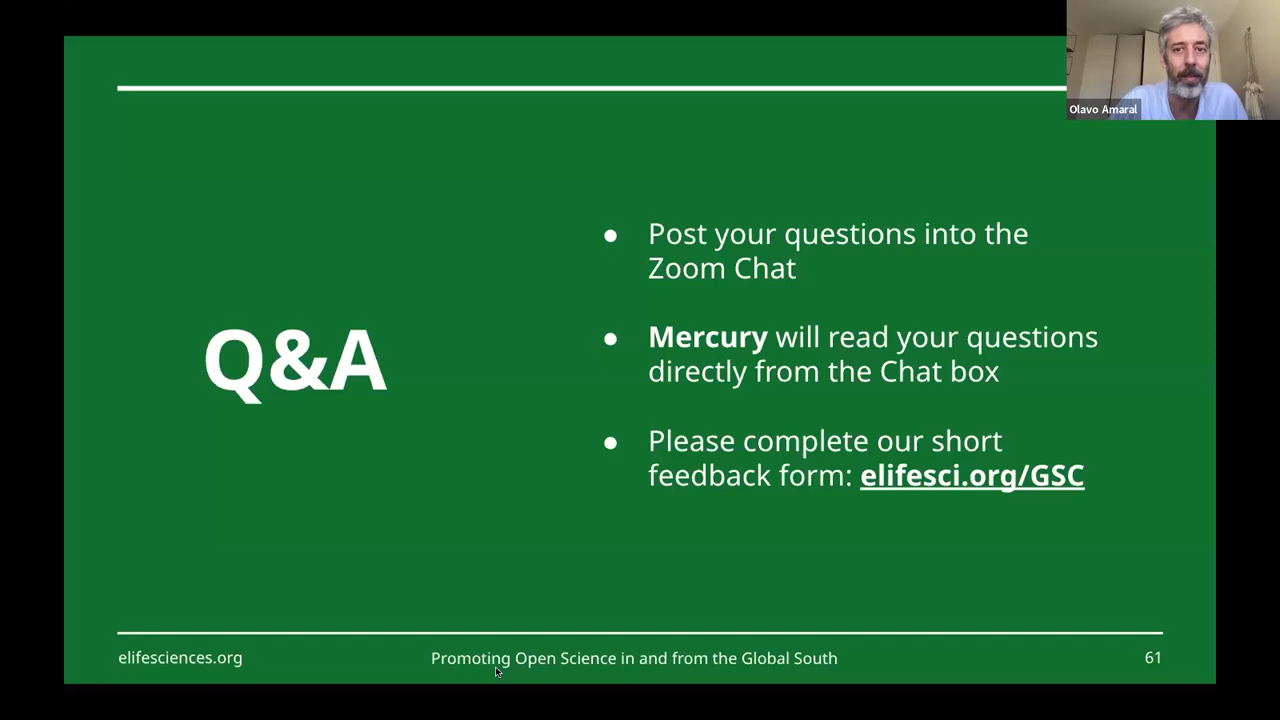 Olavo Amaral
Q&A
● Post your questions into the
Zoom Chat
● Mercury will read your questions
directly from the Chat box
● Please complete our short
feedback form: elifesci.org/GSC
elifesciences.org
Promoting Open Science in and from the Global South
61